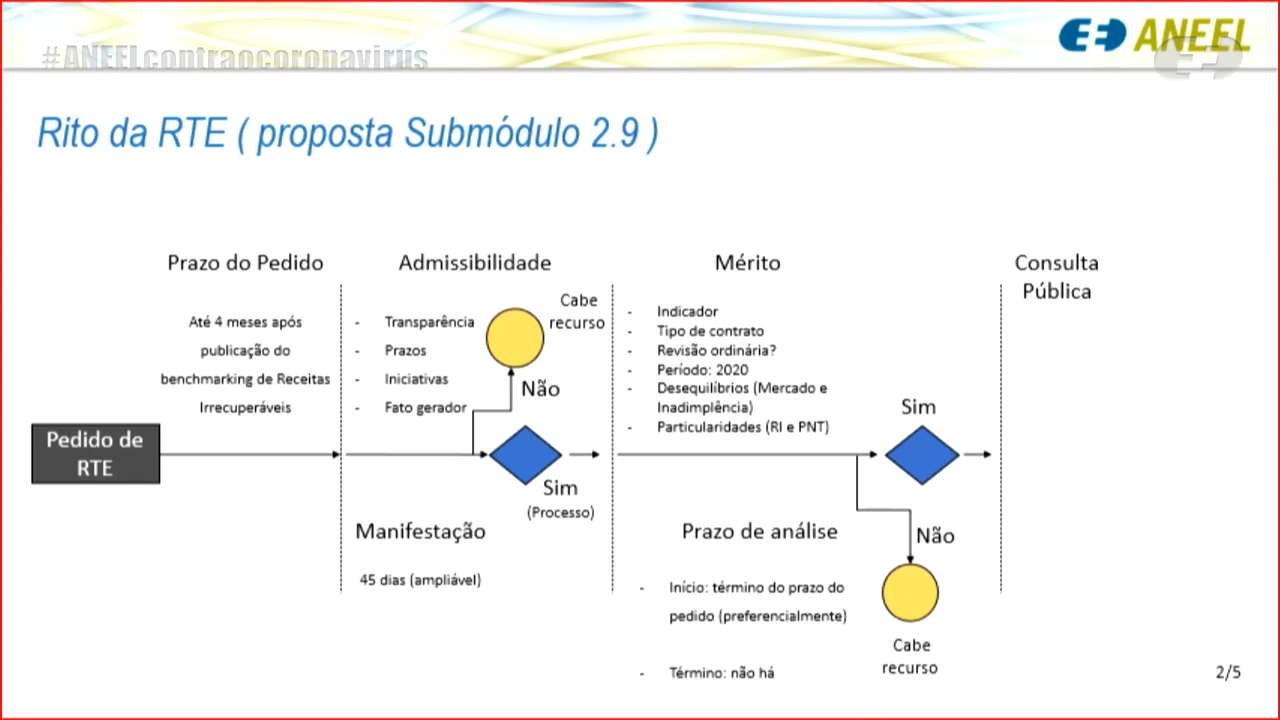 #ANEELcontraocoronavirus
ANEEL
Rito da RTE ( proposta Submódulo 2.9 )
Prazo do Pedido
Até 4 meses após
publicação do
benchmarking de Receitas
Irrecuperáveis
Pedido de
RTE
Admissibilidade
- Transparência
- Prazos
- Iniciativas
- Fato gerador
Cabe
recurso
Não
Sim
(Processo)
Manifestação
45 dias (ampliável)
Mérito
- Indicador
- Tipo de contrato
- Revisão ordinária?
- Período: 2020
- Desequilíbrios (Mercado e
Inadimplência)
- Particularidades (RI e PNT)
Sim
Prazo de análise
- Início: término do prazo do
pedido (preferencialmente)
- Término: não há
Não
Cabe
recurso
Consulta
Pública
2/5